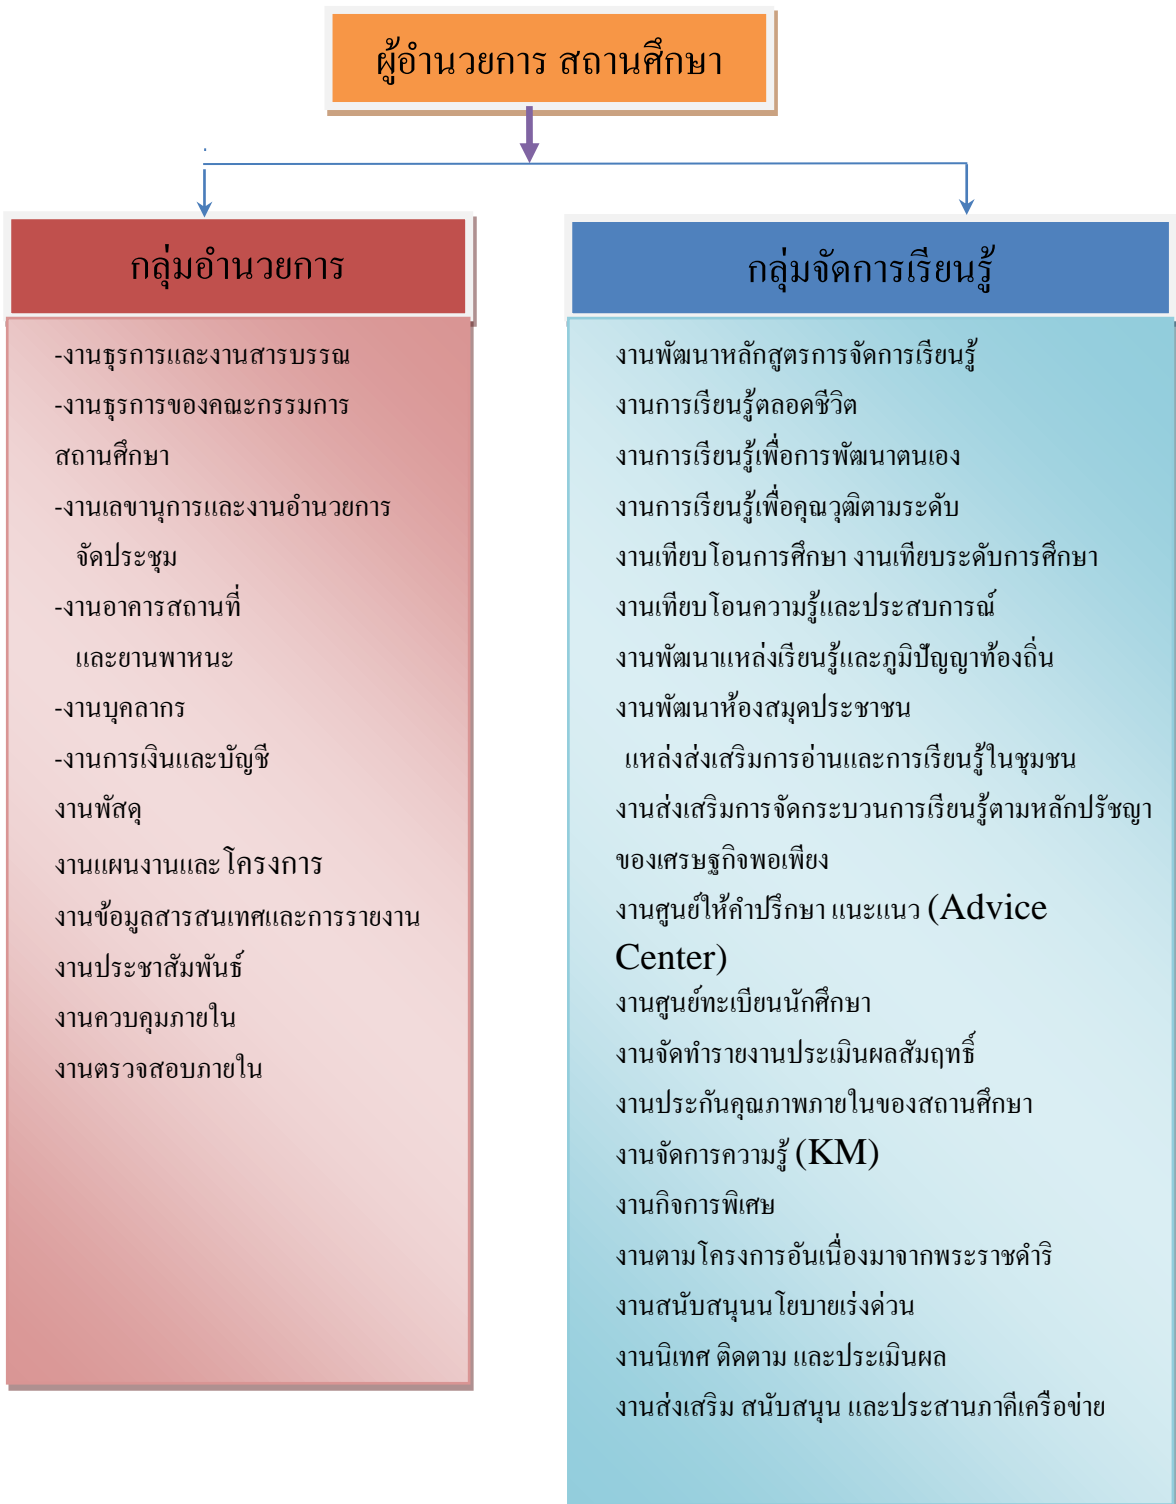 ผู้อำนวยการ สถานศึกษา
กลุ่มอำนวยการ
-งานธุรการและงานสารบรรณ
-งานธุรการของคณะกรรมการ
สถานศึกษา
-งานเลขานุการและงานอำนวยการ
จัดประชุม
-งานอาคารสถานที่
และยานพาหนะ
-งานบุคลากร
-งานการเงินและบัญชี
งานพัสดุ
งานแผนงานและโครงการ
งานข้อมูลสารสนเทศและการรายงาน
งานประชาสัมพันธ์
งานควบคุมภายใน
งานตรวจสอบภายใน
กลุ่มจัดการเรียนรู้
งานพัฒนาหลักสูตรการจัดการเรียนรู้
งานการเรียนรู้ตลอดชีวิต
งานการเรียนรู้เพื่อการพัฒนาตนเอง
งานการเรียนรู้เพื่อคุณวุฒิตามระดับ
งานเทียบโอนการศึกษา งานเทียบระดับการศึกษา
งานเทียบโอนความรู้และประสบการณ์
งานพัฒนาแหล่งเรียนรู้และภูมิปัญญาท้องถิ่น
งานพัฒนาห้องสมุดประชาชน
แหล่งส่งเสริมการอ่านและการเรียนรู้ในชุมชน
งานส่งเสริมการจัดกระบวนการเรียนรู้ตามหลักปรัชญา
ของเศรษฐกิจพอเพียง
งานศูนย์ให้คำปรึกษา แนะแนว (Advice
Center)
งานศูนย์ทะเบียนนักศึกษา
งานจัดทำรายงานประเมินผลสัมฤทธิ์
งานประกันคุณภาพภายในของสถานศึกษา
งานจัดการความรู้ (KM)
งานกิจการพิเศษ
งานตามโครงการอันเนื่องมาจากพระราชดำริ
งานสนับสนุนนโยบายเร่งด่วน
งานนิเทศ ติดตาม และประเมินผล
งานส่งเสริม สนับสนุน และประสานภาคีเครือข่าย